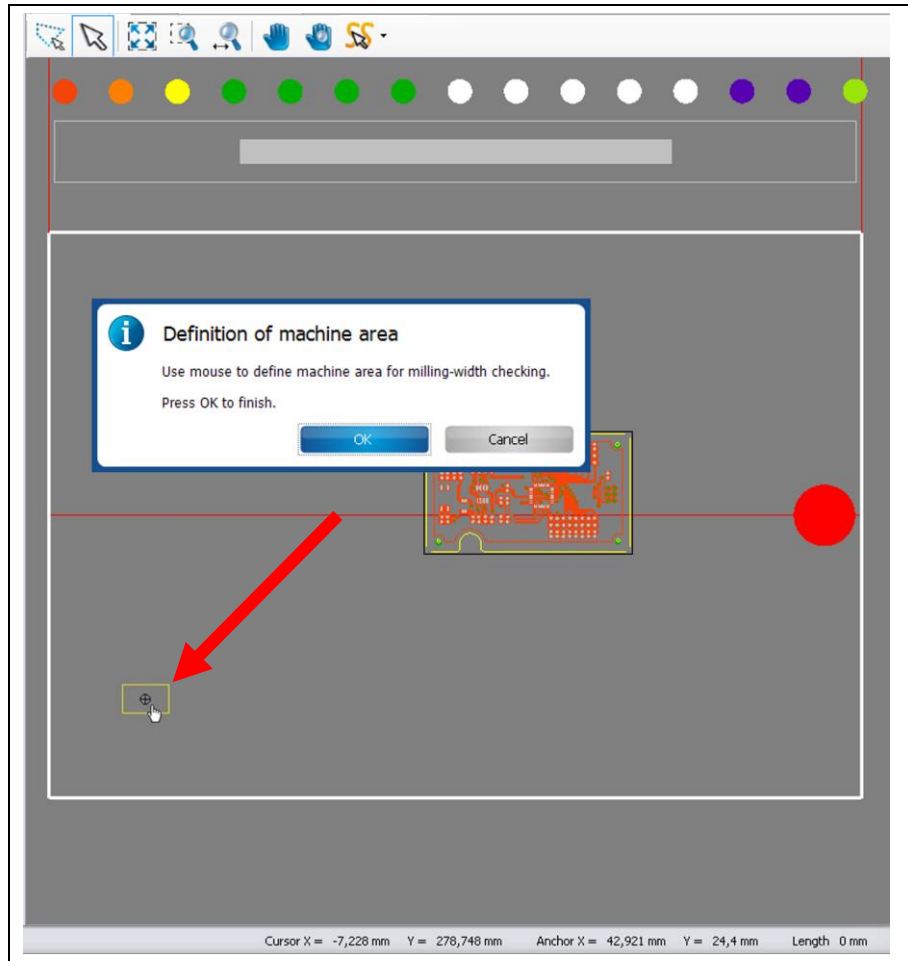 Definition of machine area
Use mouse to define machine area for milling-width checking.
Press OK to finish.
OK Cancel
Cursor X = -7,228 mm Y = 278,748 mm Anchor X = 42,921 mm Y = 24,4 mm Length 0 mm